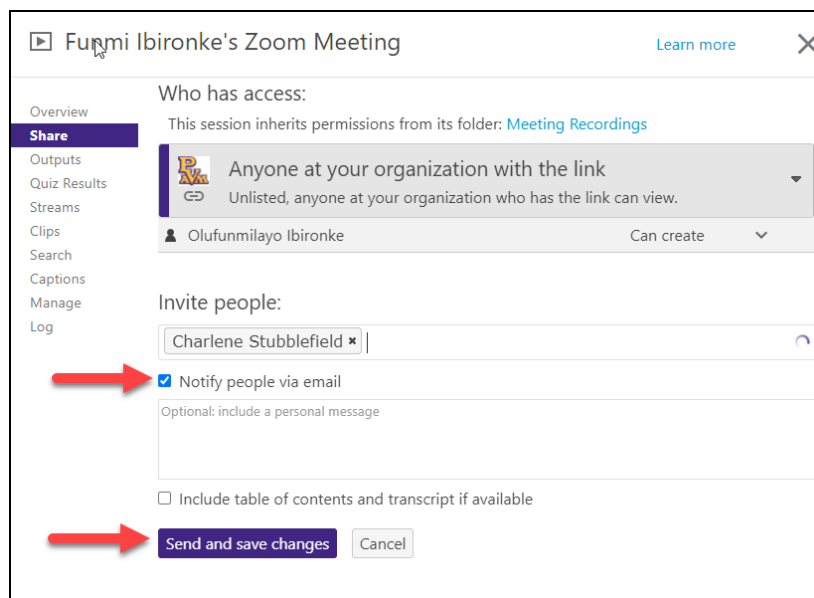 Funmi Ibironke's Zoom Meeting
Learn more
Overview
Share
Outputs
Quiz Results
Streams
Clips
Search
Captions
Manage
Log
Who has access:
This session inherits permissions from its folder: Meeting Recordings
Anyone at your organization with the link
Unlisted, anyone at your organization who has the link can view.
Olufunmilayo Ibironke Can create
Invite people:
Charlene Stubblefield
Notify people via email
Optional: include a personal message
Include table of contents and transcript if available
Send and save changes Cancel